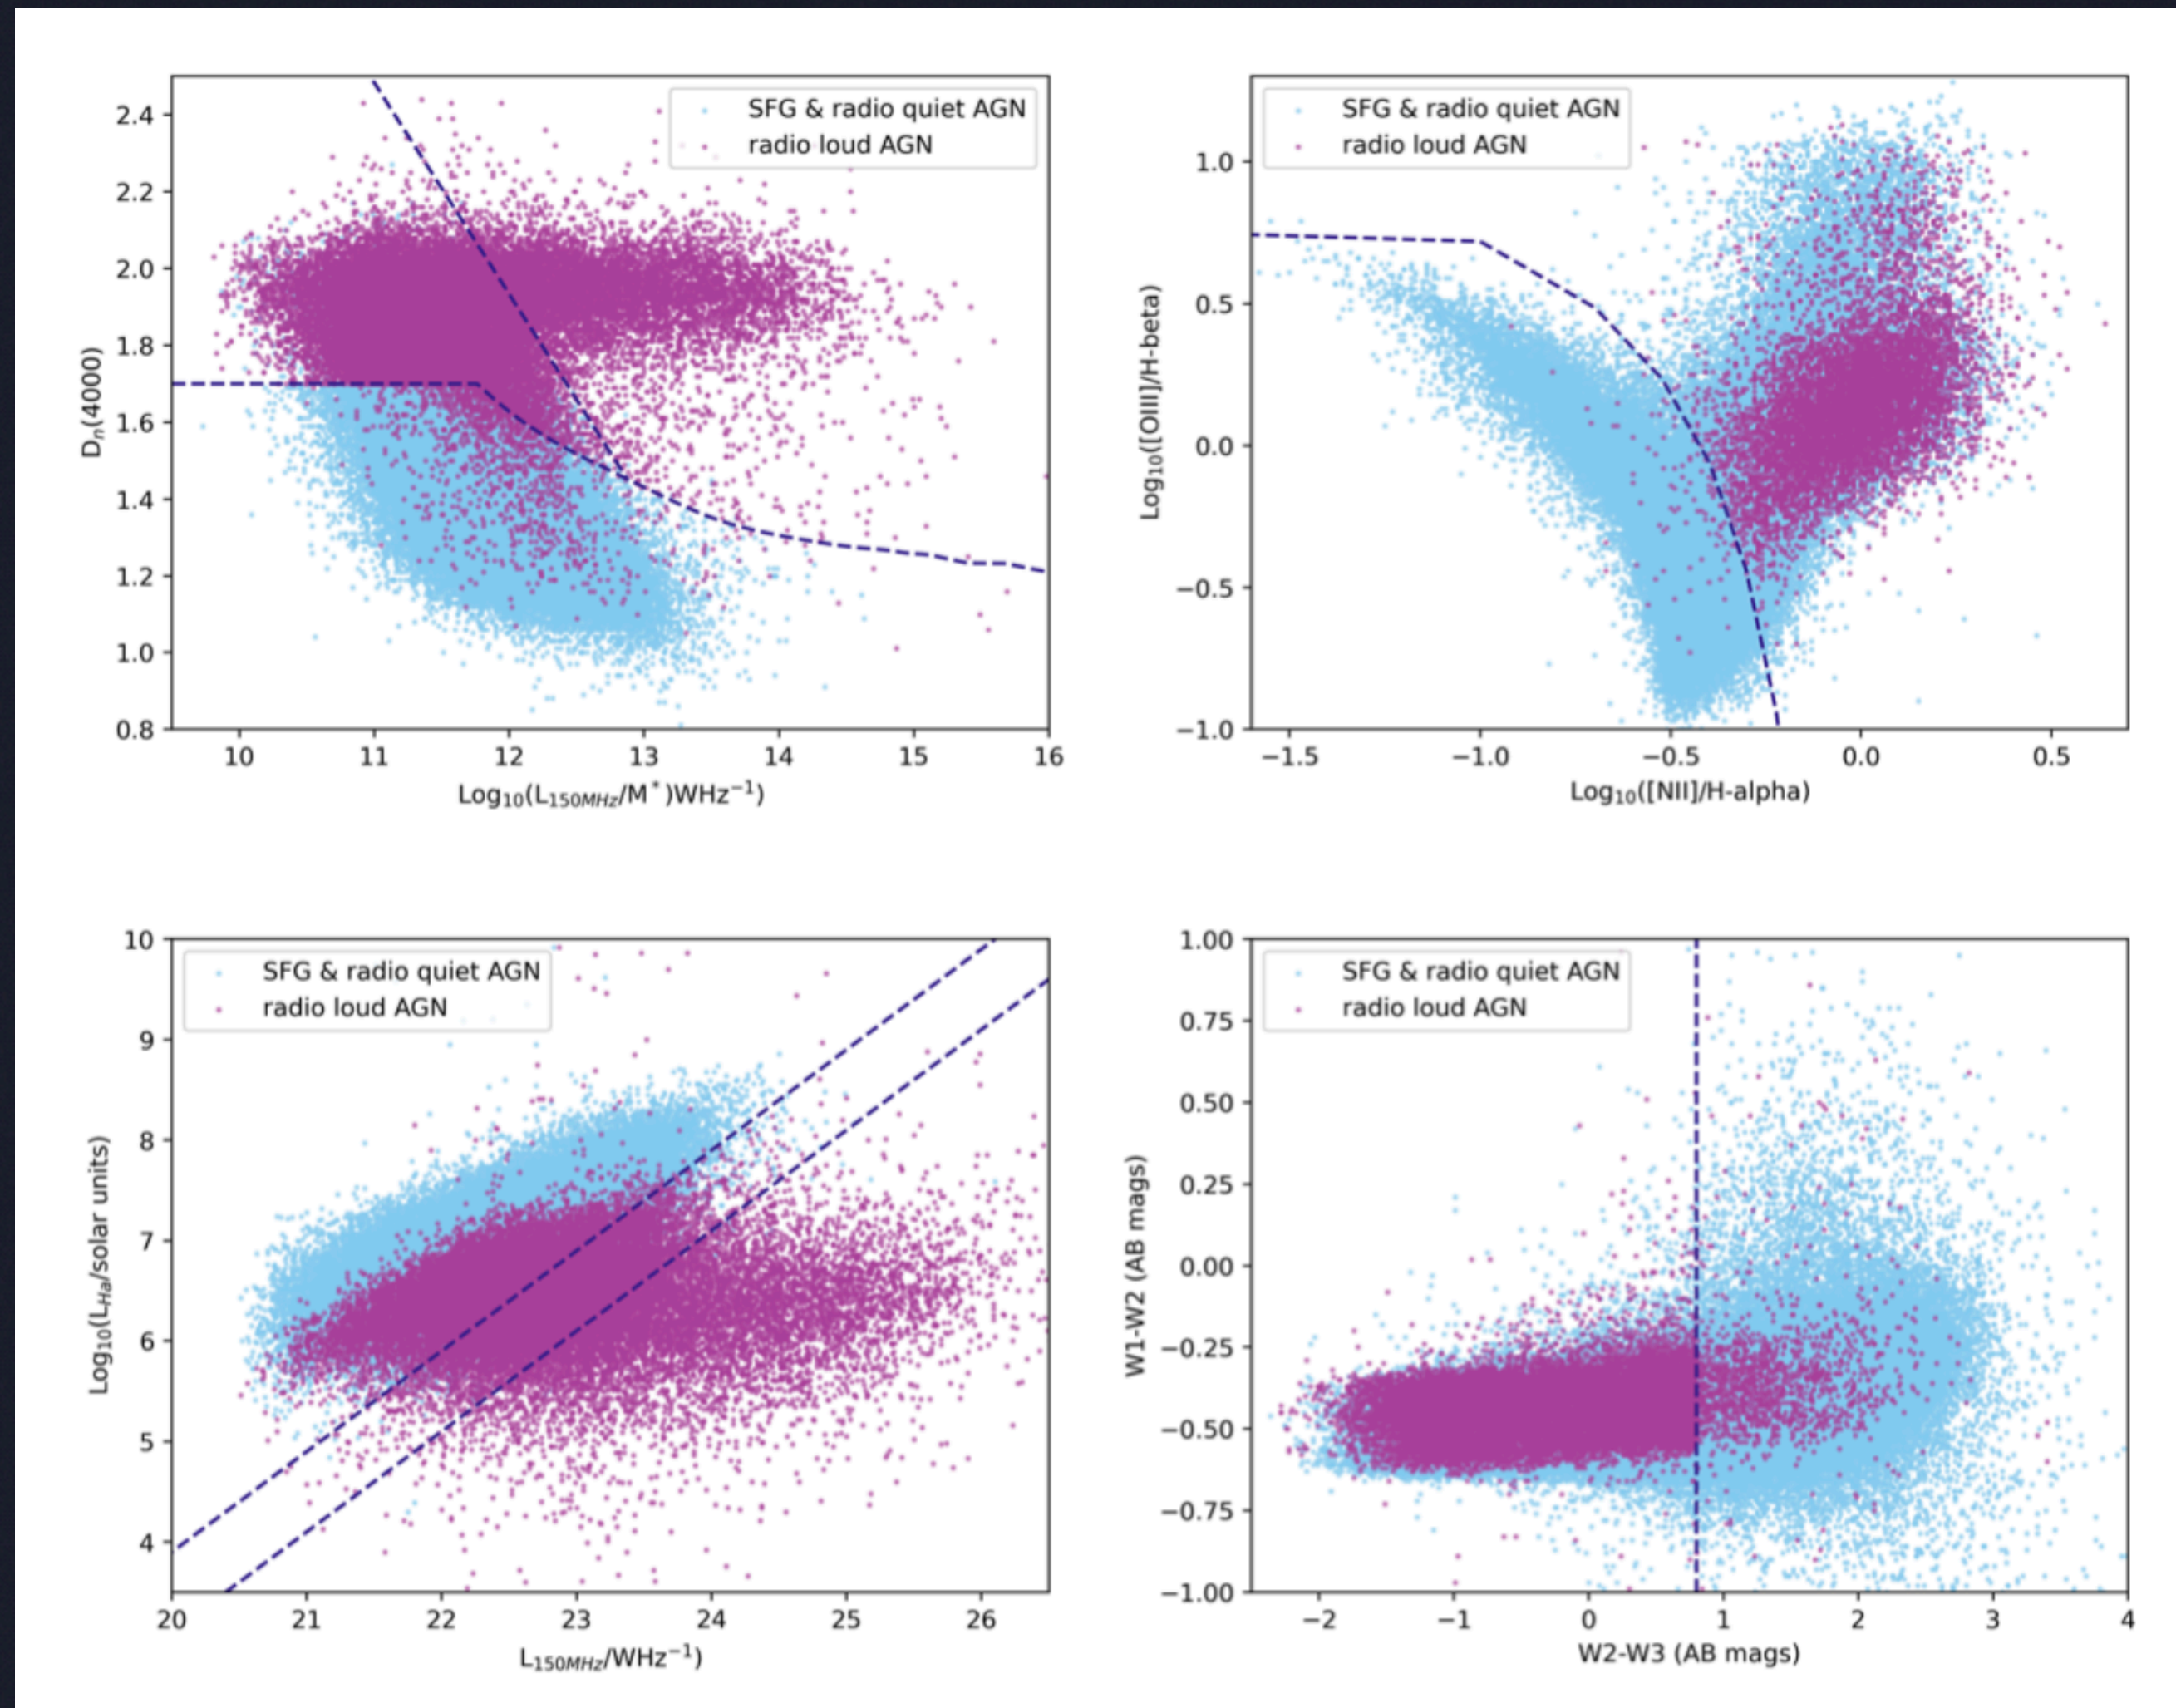 SFG & radio quiet AGN
radio loud AGN
2.4
2.2
2.0
1.8
1.6
1.4
1.2
1.0
0.8
Dₙ(4000)
10 11 12 13 14 15 16
Log₁₀(L₁₅₀MHz/M*)WHz⁻¹)
SFG & radio quiet AGN
radio loud AGN
1.0
0.5
0.0
−0.5
−1.0
Log₁₀([OIII]/H-beta)
−1.5 −1.0 −0.5 0.0 0.5
Log₁₀([NII]/H-alpha)
SFG & radio quiet AGN
radio loud AGN
10
9
8
7
6
5
4
Log₁₀(L_Ha/solar units)
20 21 22 23 24 25 26
L₁₅₀MHz/WHz⁻¹)
SFG & radio quiet AGN
radio loud AGN
1.00
0.75
0.50
0.25
0.00
−0.25
−0.50
−0.75
−1.00
W1-W2 (AB mags)
−2 −1 0 1 2 3 4
W2-W3 (AB mags)